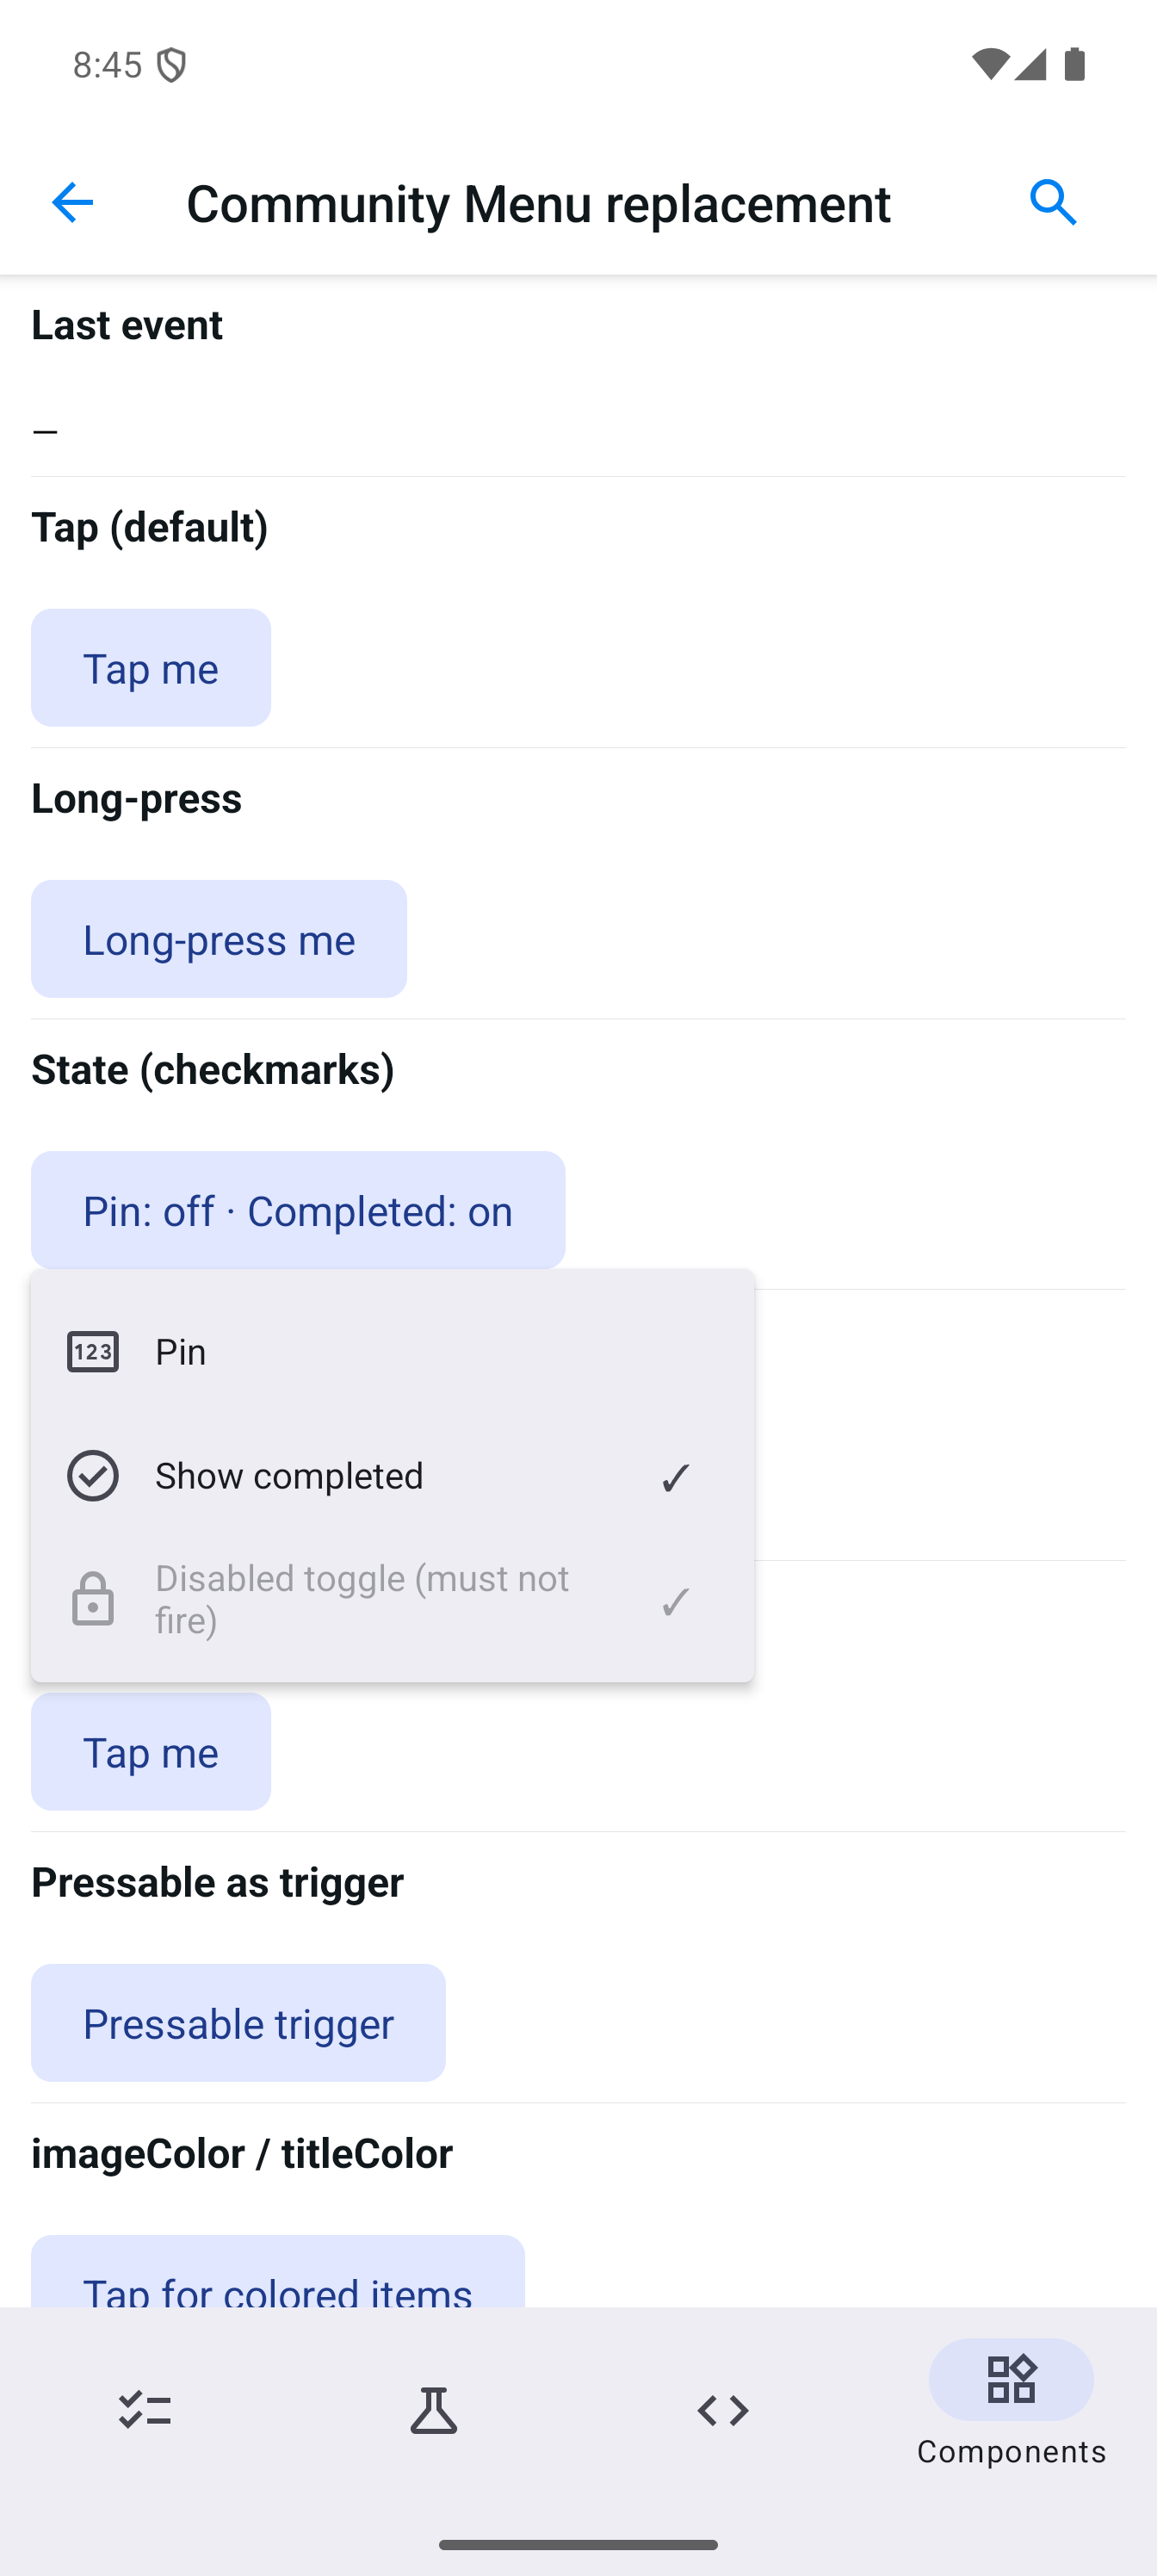 8:45
Community Menu replacement
Last event
–
Tap (default)
Tap me
Long-press
Long-press me
State (checkmarks)
Pin: off · Completed: on
123
Pin
Show completed ✓
Disabled toggle (must not
fire) ✓
Tap me
Pressable as trigger
Pressable trigger
imageColor / titleColor
Tap for colored items
Components